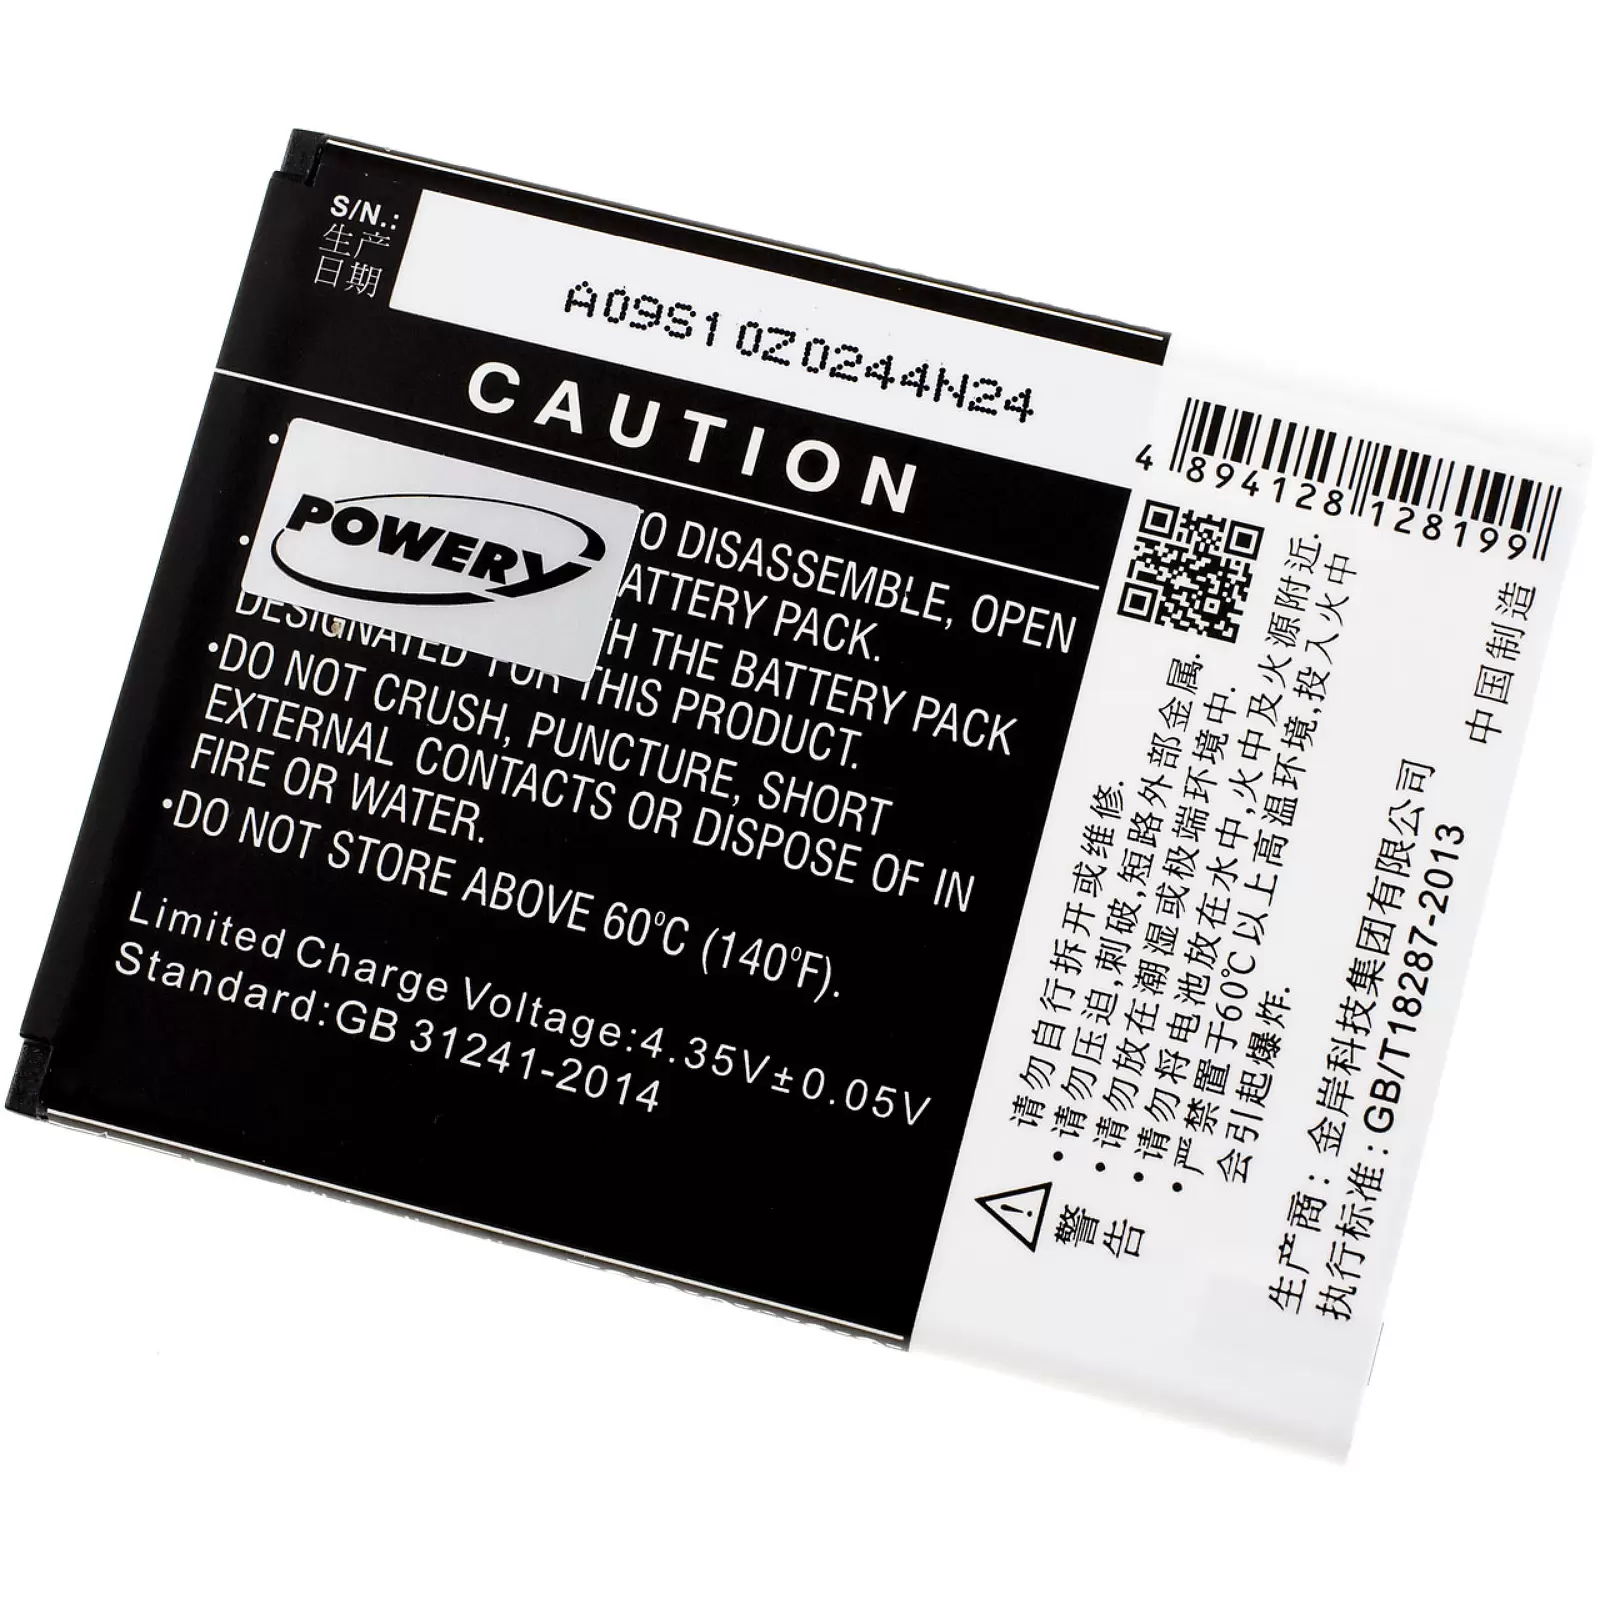 S/N.:
生产
日期
A09S10Z0244N24
CAUTION
POWERY
O DISASSEMBLE, OPEN
ATTERY PACK.
TH THE BATTERY PACK
DESIGNATED FOR THIS PRODUCT.
•DO NOT CRUSH, PUNCTURE, SHORT
EXTERNAL CONTACTS OR DISPOSE OF IN
FIRE OR WATER.
•DO NOT STORE ABOVE 60°C (140°F).
Limited Charge Voltage:4.35V±0.05V
Standard:GB 31241-2014
4 894128 128199
警
告
请勿自行拆开或维修.
•请勿压迫,刺破,短路外部金属.
•请勿放在潮湿或极端环境中.
•请勿将电池放在水中,火中及火源附近.
•严禁置于60℃以上高温环境,投入火中
会引起爆炸.
生产商:金岸科技集团有限公司
执行标准:GB/T18287-2013
中国制造